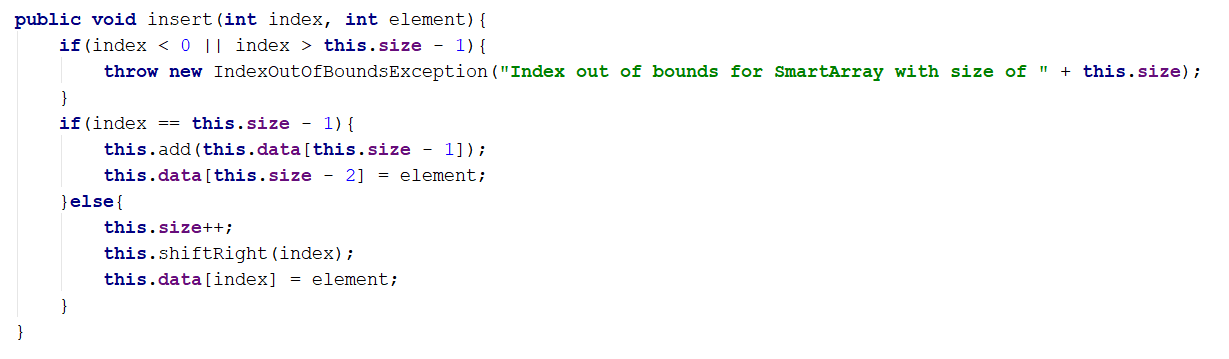 public void insert(int index, int element){
    if(index < 0 || index > this.size - 1){
        throw new IndexOutOfBoundsException("Index out of bounds for SmartArray with size of " + this.size);
    }
    if(index == this.size - 1){
        this.add(this.data[this.size - 1]);
        this.data[this.size - 2] = element;
    }else{
        this.size++;
        this.shiftRight(index);
        this.data[index] = element;
    }
}